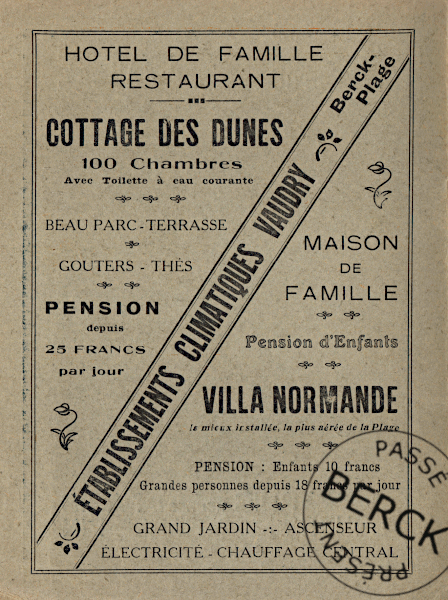 HOTEL DE FAMILLE
RESTAURANT
COTTAGE DES DUNES
100 Chambres
Avec Toilette à eau courante
BEAU PARC - TERRASSE
GOUTERS - THÉS
PENSION
depuis
25 FRANCS
par jour
ÉTABLISSEMENTS CLIMATIQUES VAUDRY
Berck-
Plage
MAISON
DE
FAMILLE
Pension d'Enfants
VILLA NORMANDE
le mieux installée, la plus aérée de la Plage
PENSION : Enfants 10 francs
Grandes personnes depuis 18 francs par jour
GRAND JARDIN -:- ASCENSEUR
ÉLECTRICITÉ - CHAUFFAGE CENTRAL
PASSÉ
BERCK
PRÉSENT